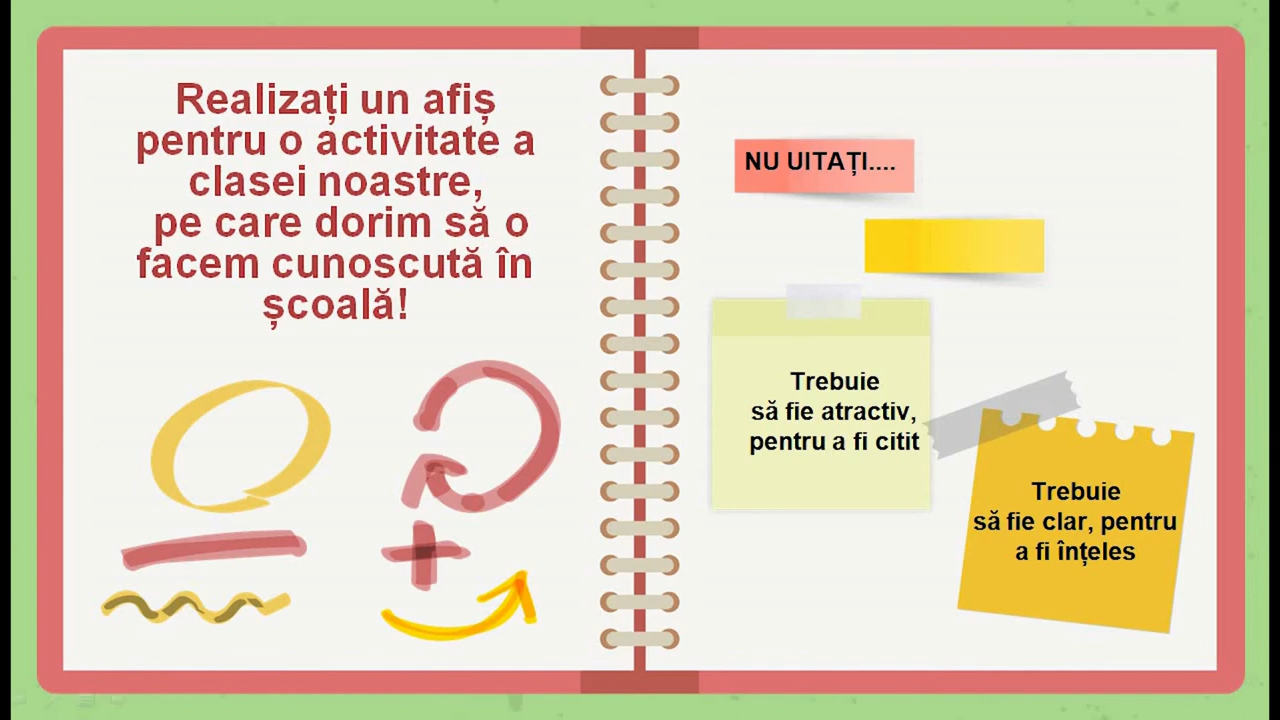 Realizați un afiș
pentru o activitate a
clasei noastre,
pe care dorim să o
facem cunoscută în
școală!
NU UITAȚI....
Trebuie
să fie atractiv,
pentru a fi citit
Trebuie
să fie clar, pentru
a fi înțeles